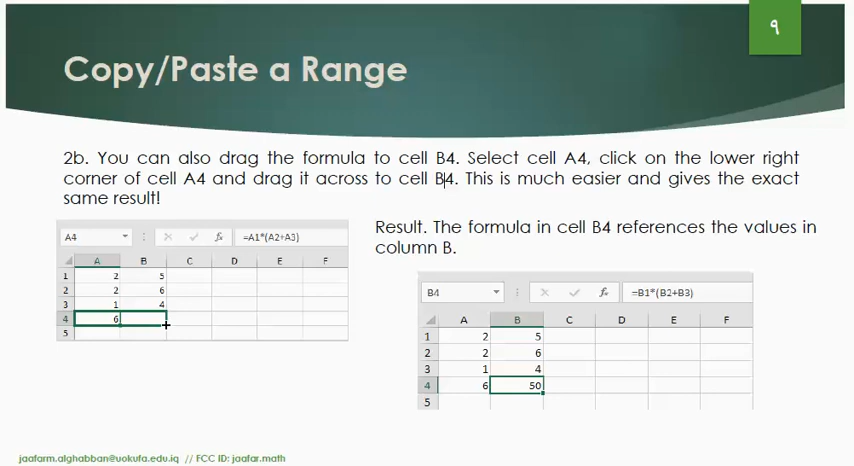 ٩
Copy/Paste a Range
2b. You can also drag the formula to cell B4. Select cell A4, click on the lower right
corner of cell A4 and drag it across to cell B4. This is much easier and gives the exact
same result!
A4 fx =A1*(A2+A3)
A B C D E F
1 2 5
2 2 6
3 1 4
4 6
5
Result. The formula in cell B4 references the values in
column B.
B4 fx =B1*(B2+B3)
A B C D E F
1 2 5
2 2 6
3 1 4
4 6 50
5
jaafarm.alghabban@uokufa.edu.iq // FCC ID: jaafar.math